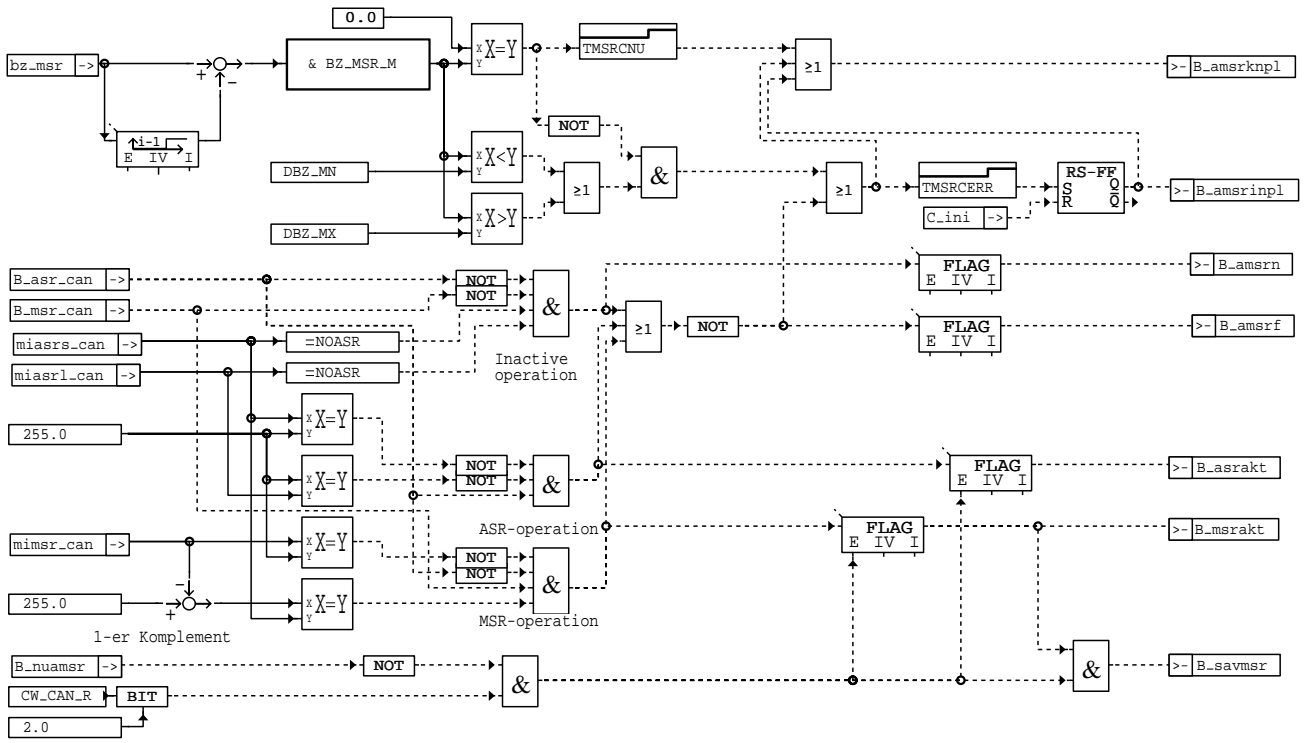 0.0
bz_msr ->
+
−
i-1
E IV I
& BZ_MSR_M
X
Y
X=Y
TMSRCNU
≥1
>- B_amsrknpl
NOT
DBZ_MN
X
Y
X<Y
≥1
&
DBZ_MX
X
Y
X>Y
≥1
TMSRCERR
C_ini ->
RS-FF
S Q
R Q
>- B_amsrinpl
B_asr_can ->
B_msr_can ->
NOT
NOT
&
FLAG
E IV I
>- B_amsrn
miasrs_can ->
=NOASR
≥1
NOT
FLAG
E IV I
>- B_amsrf
miasrl_can ->
=NOASR
Inactive
operation
255.0
X
Y
X=Y
X
Y
X=Y
NOT
NOT
&
FLAG
E IV I
>- B_asrakt
ASR-operation
mimsr_can ->
X
Y
X=Y
NOT
NOT
&
FLAG
E IV I
>- B_msrakt
255.0
−
+
X
Y
X=Y
MSR-operation
1-er Komplement
B_nuamsr ->
NOT
&
&
>- B_savmsr
CW_CAN_R
BIT
2.0